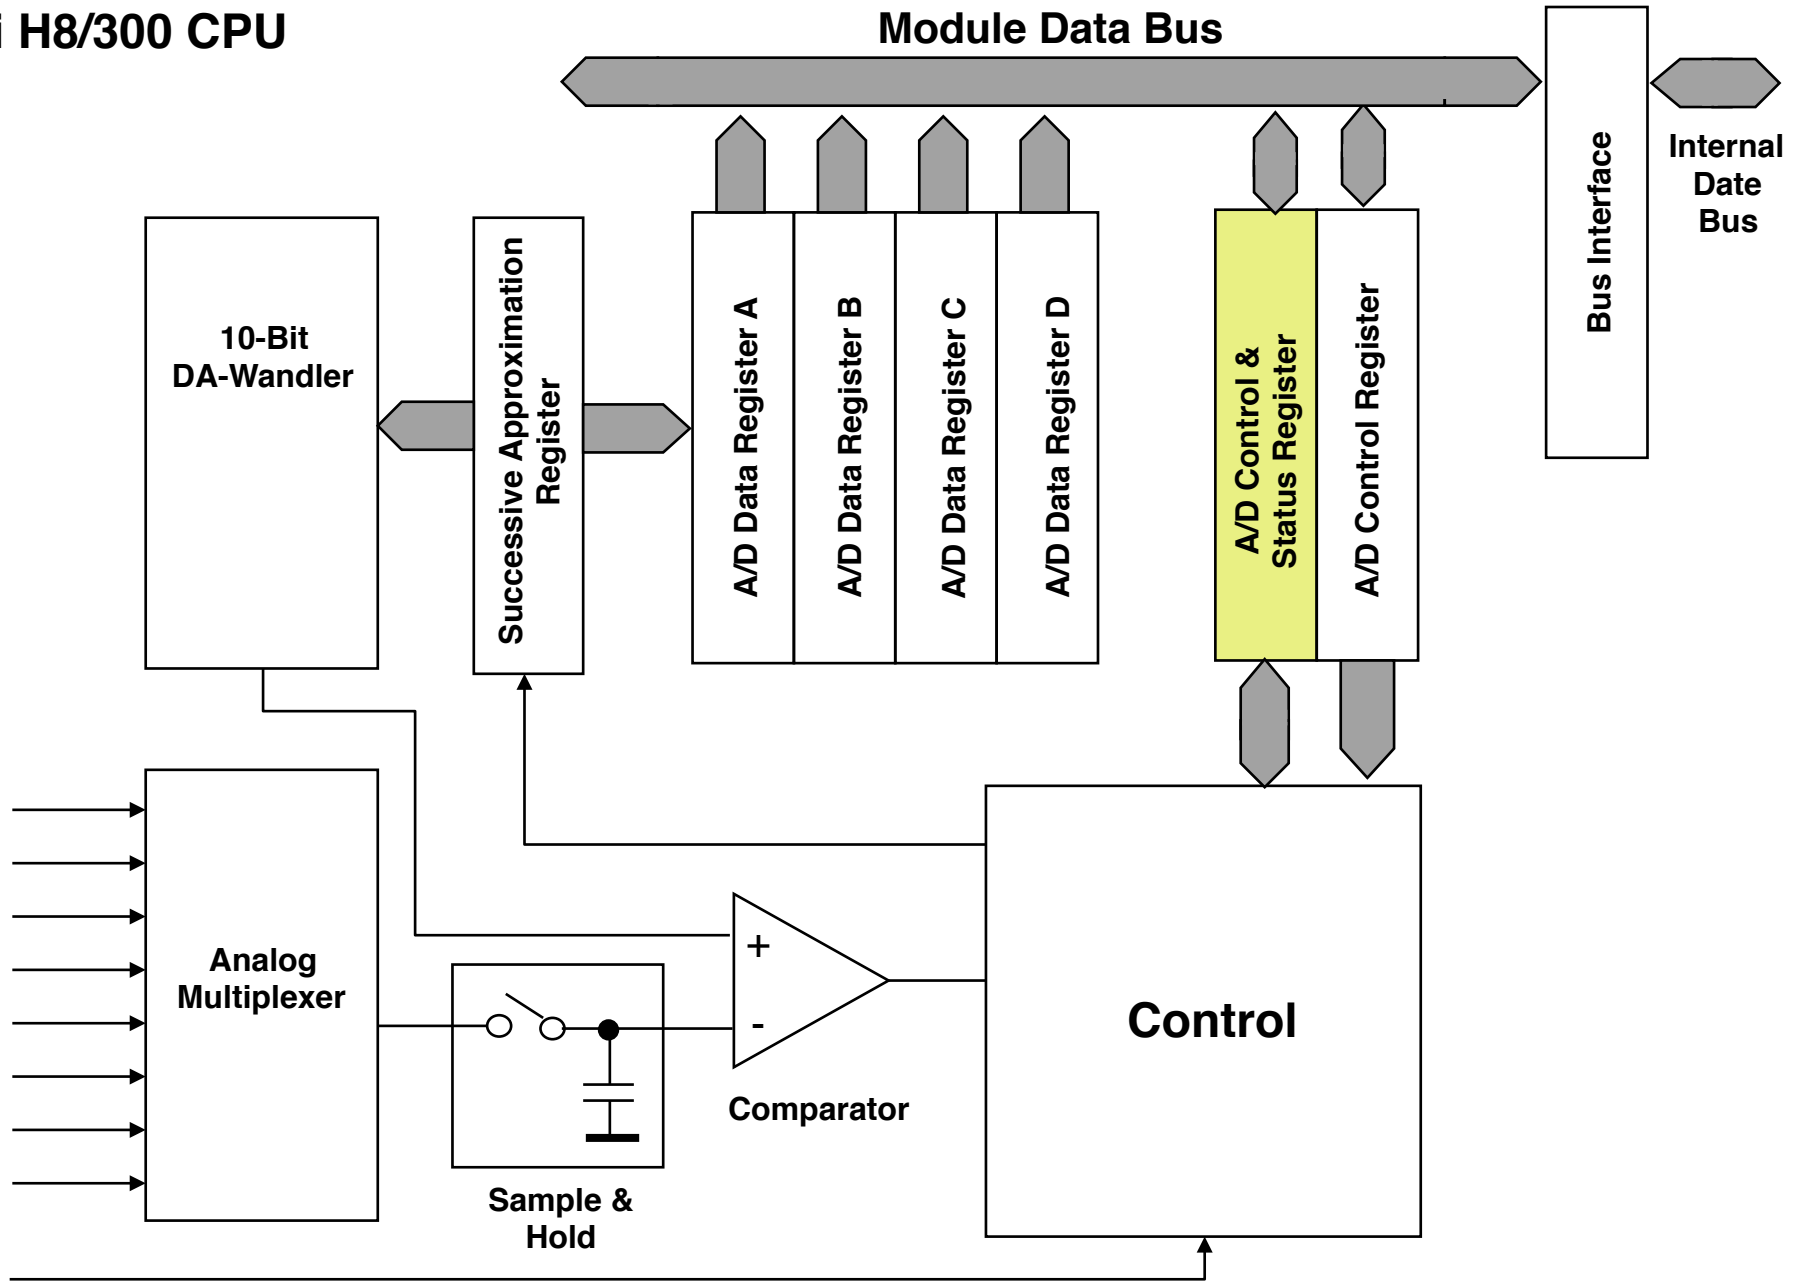 i H8/300 CPU
Module Data Bus
Internal
Date
Bus
Bus Interface
10-Bit
DA-Wandler
Successive Approximation
Register
A/D Data Register A
A/D Data Register B
A/D Data Register C
A/D Data Register D
A/D Control &
Status Register
A/D Control Register
Analog
Multiplexer
+
-
Comparator
Control
Sample &
Hold